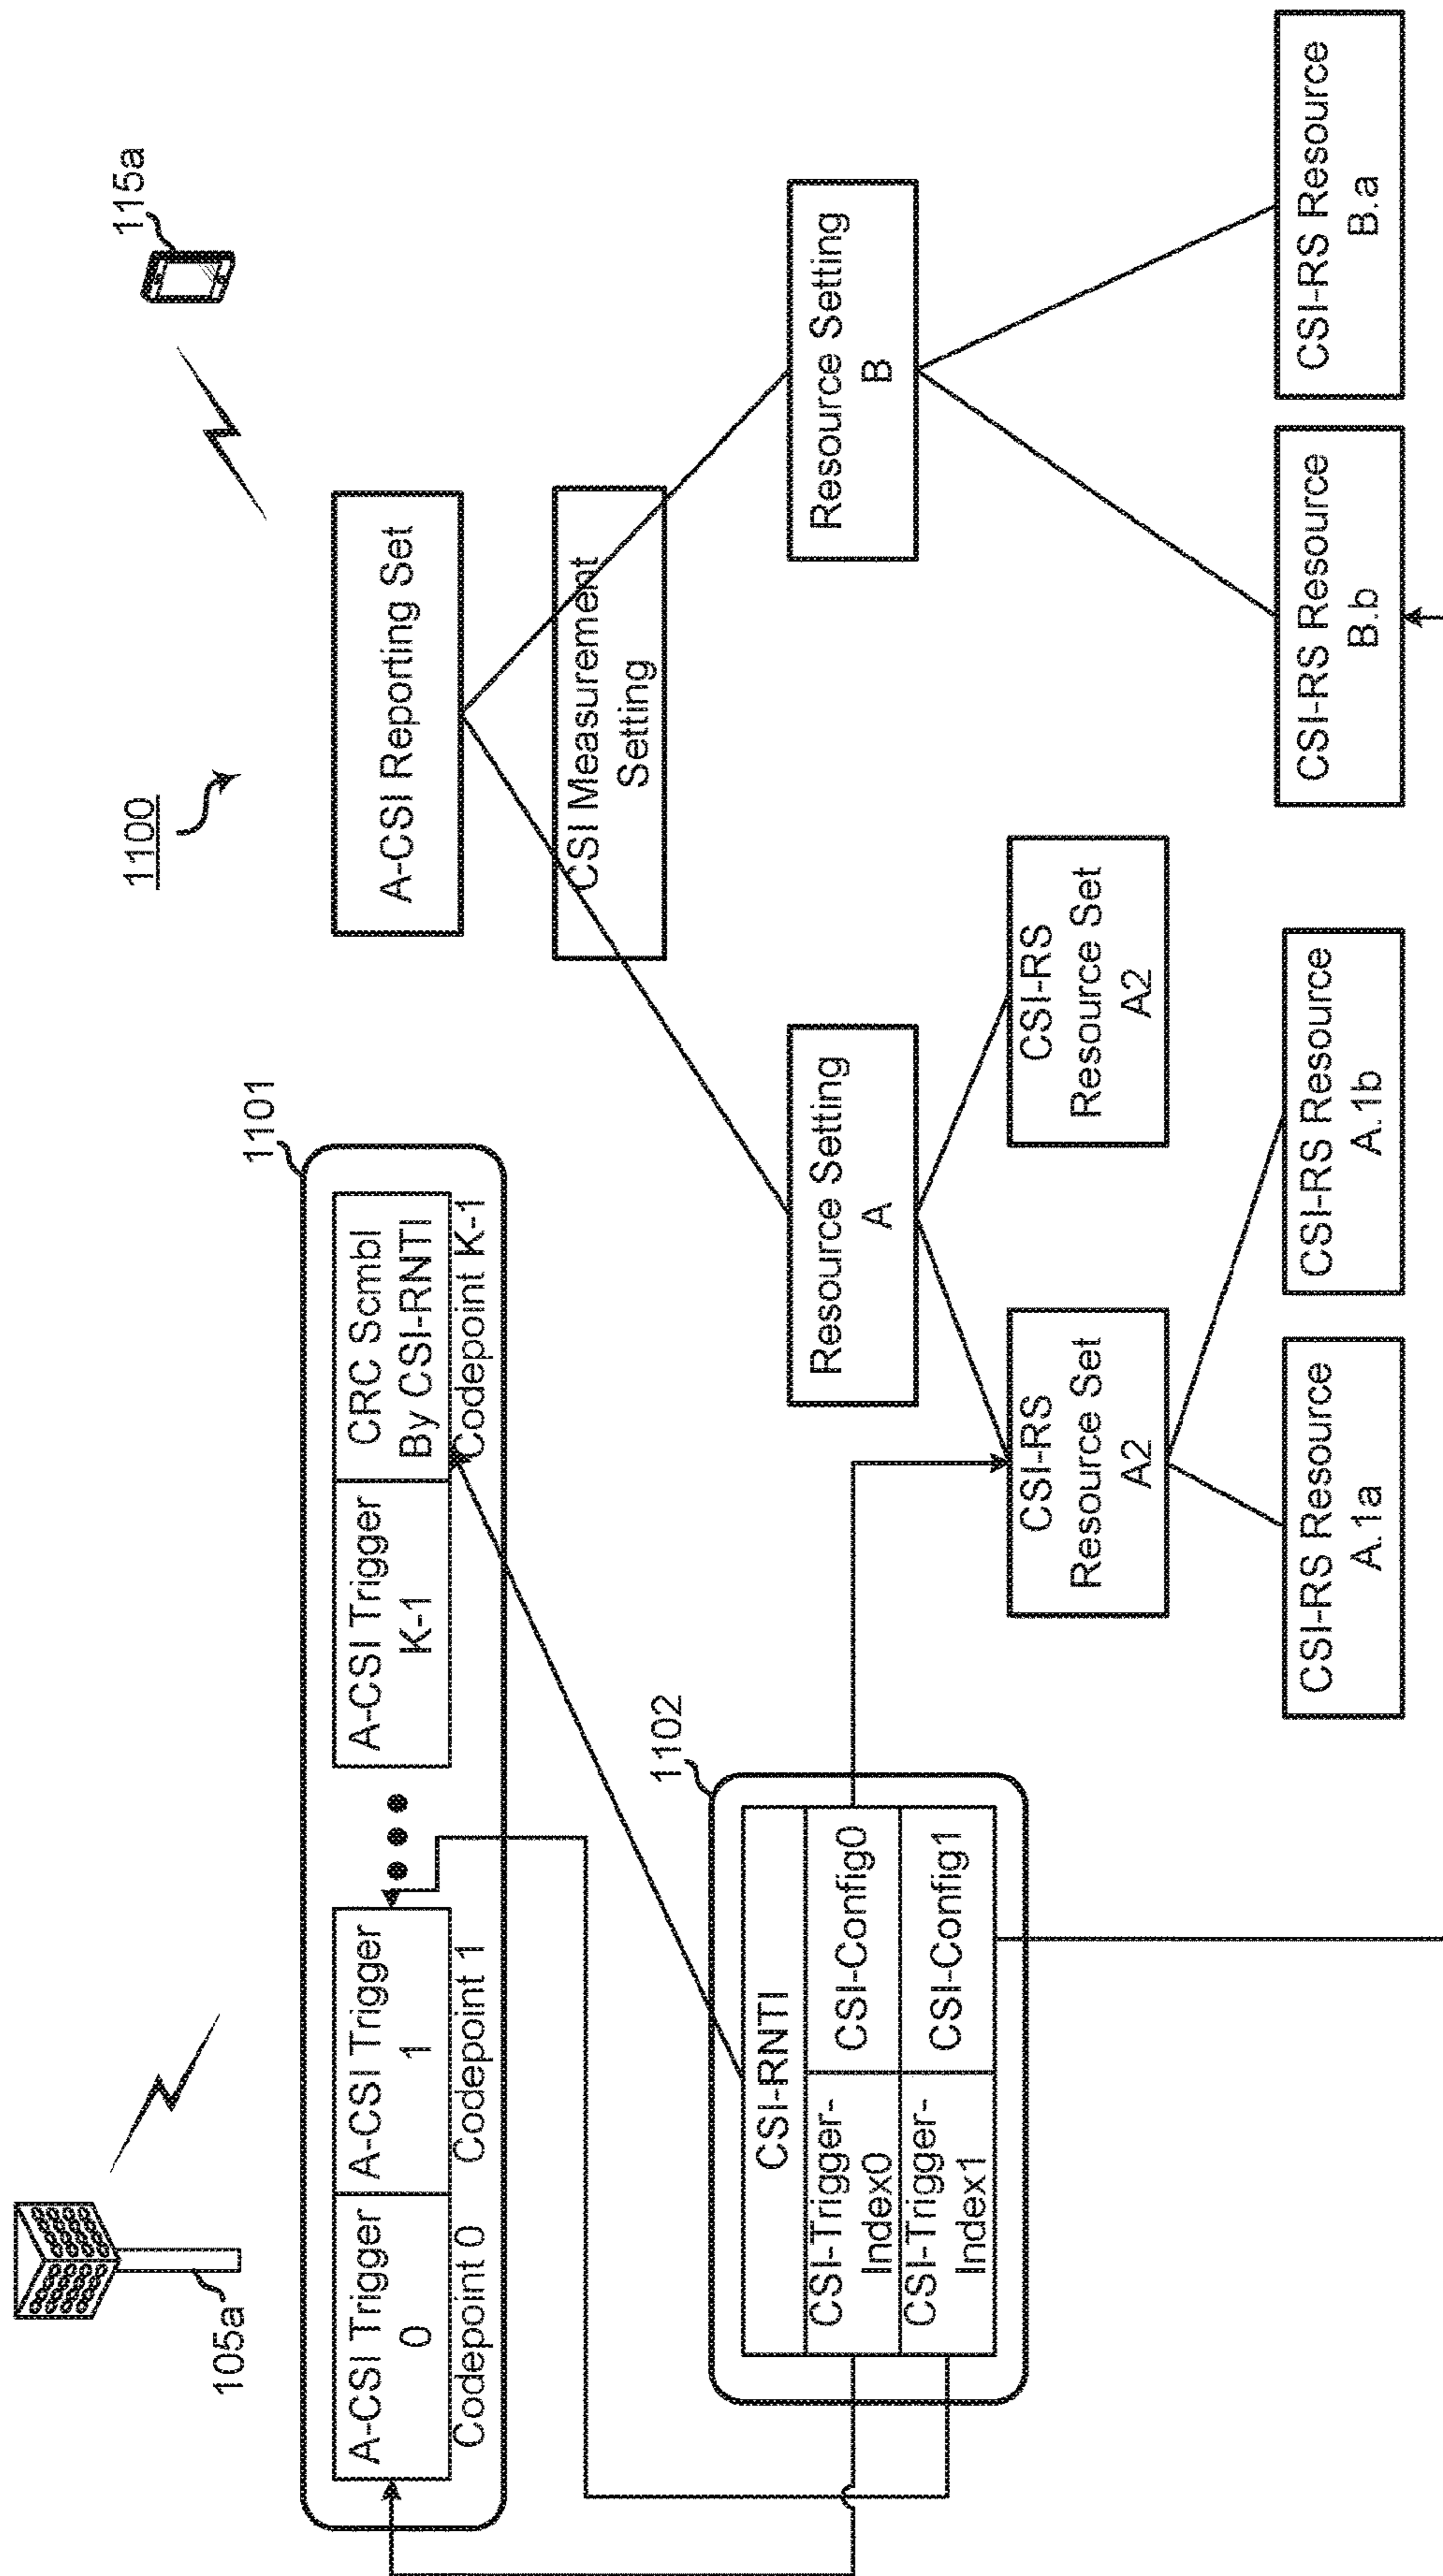 1100
105a
115a
1101
A-CSI Trigger
0
A-CSI Trigger
1
A-CSI Trigger
K-1
CRC Scmbl
By CSI-RNTI
Codepoint 0
Codepoint 1
Codepoint K-1
A-CSI Reporting Set
CSI Measurement
Setting
1102
CSI-RNTI
CSI-Trigger-
Index0
CSI-Config0
CSI-Trigger-
Index1
CSI-Config1
Resource Setting
A
Resource Setting
B
CSI-RS
Resource Set
A2
CSI-RS
Resource Set
A2
CSI-RS Resource
A.1a
CSI-RS Resource
A.1b
CSI-RS Resource
B.b
CSI-RS Resource
B.a